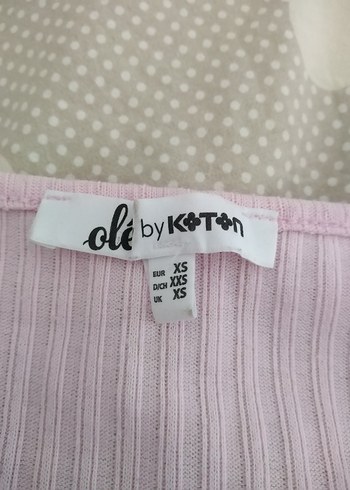 olé by KOTON
EUR XS
D/CH XXS
UK XS